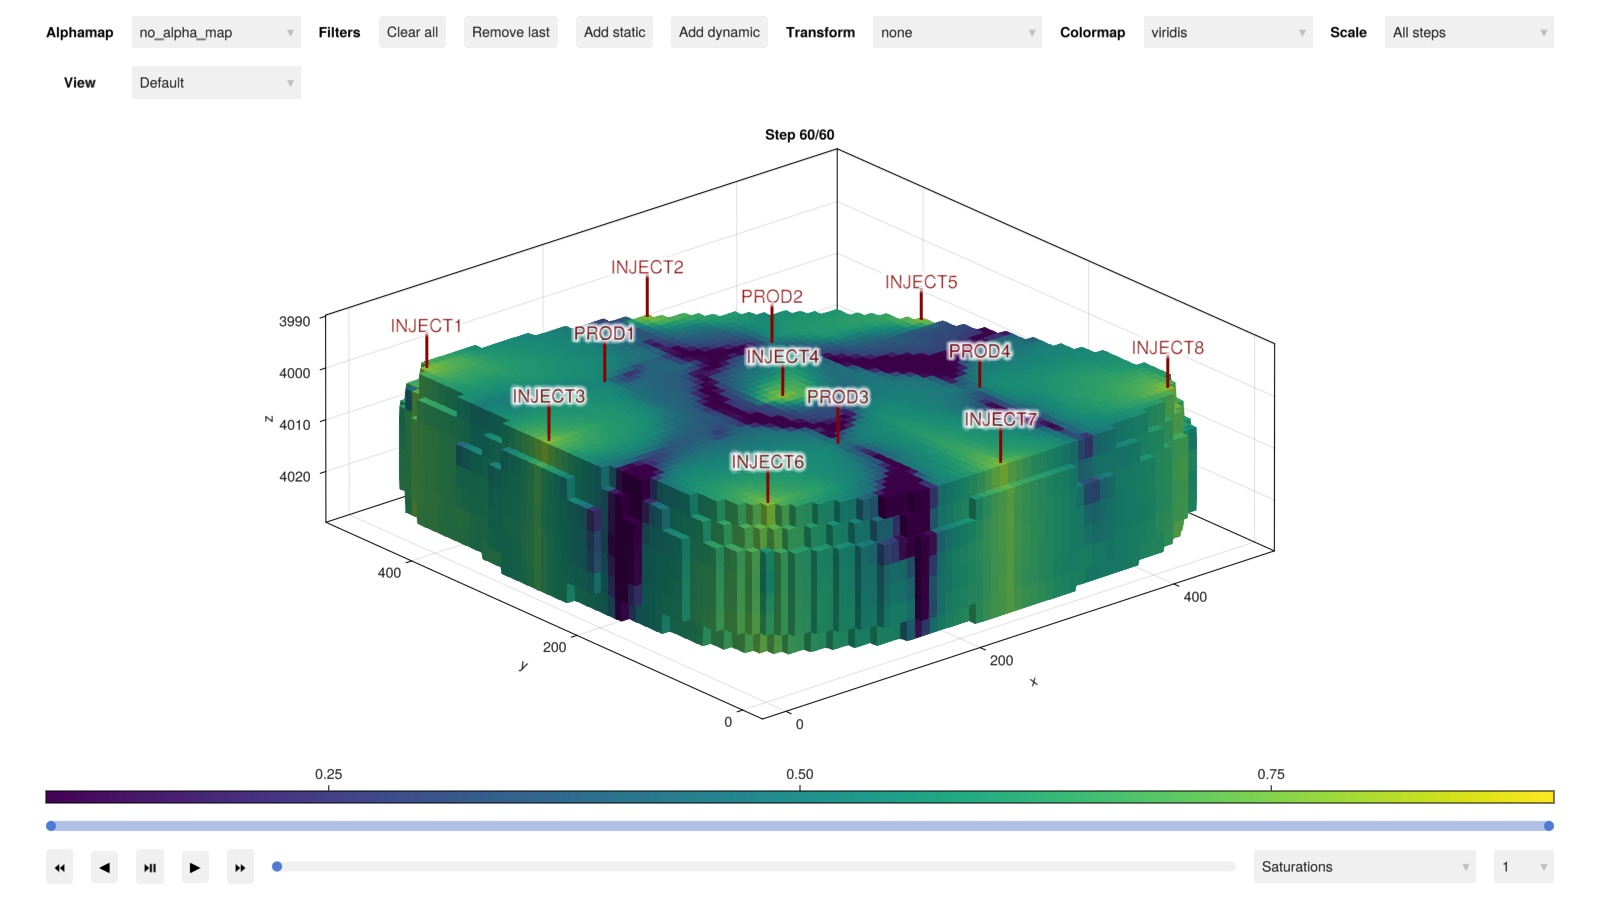 Alphamap no_alpha_map Filters Clear all Remove last Add static Add dynamic Transform none Colormap viridis Scale All steps
View Default
Step 60/60
INJECT2
INJECT5
PROD2
INJECT1
PROD1
INJECT8
PROD4
INJECT4
INJECT3
PROD3
INJECT7
INJECT6
3990
4000
z
4010
4020
400
200
y
0
0
200
x
400
0.25 0.50 0.75
Saturations 1